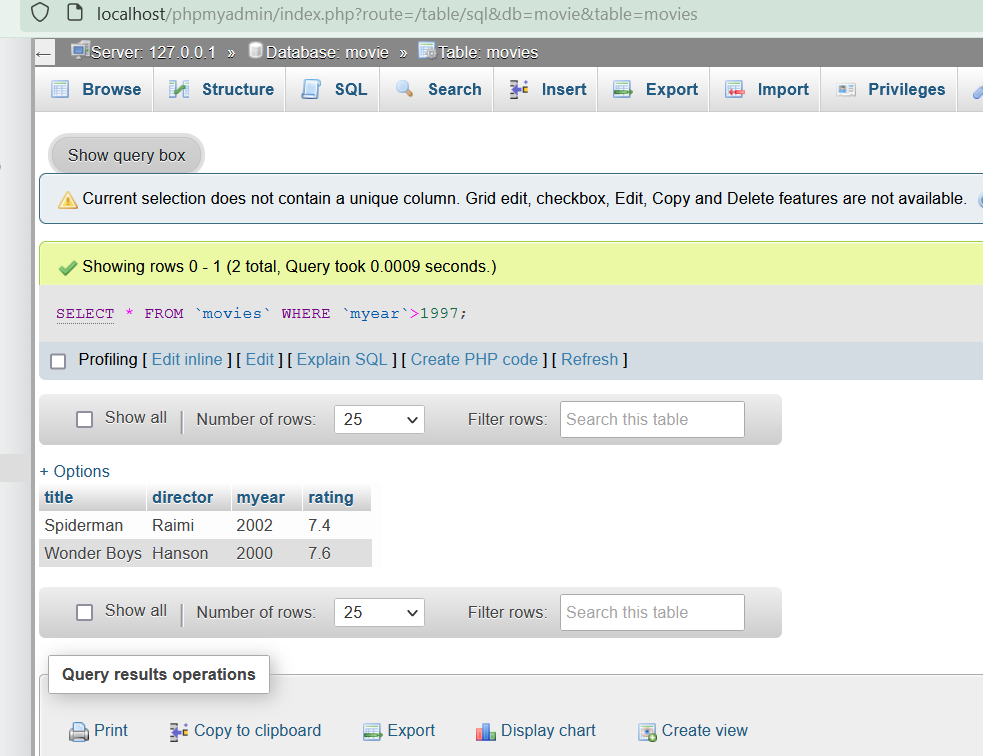 localhost/phpmyadmin/index.php?route=/table/sql&db=movie&table=movies
← Server: 127.0.0.1 » Database: movie » Table: movies
Browse Structure SQL Search Insert Export Import Privileges
Show query box
Current selection does not contain a unique column. Grid edit, checkbox, Edit, Copy and Delete features are not available.
Showing rows 0 - 1 (2 total, Query took 0.0009 seconds.)
SELECT * FROM `movies` WHERE `myear`>1997;
Profiling [ Edit inline ] [ Edit ] [ Explain SQL ] [ Create PHP code ] [ Refresh ]
Show all | Number of rows: 25 Filter rows: Search this table
+ Options
title director myear rating
Spiderman Raimi 2002 7.4
Wonder Boys Hanson 2000 7.6
Show all | Number of rows: 25 Filter rows: Search this table
Query results operations
Print Copy to clipboard Export Display chart Create view